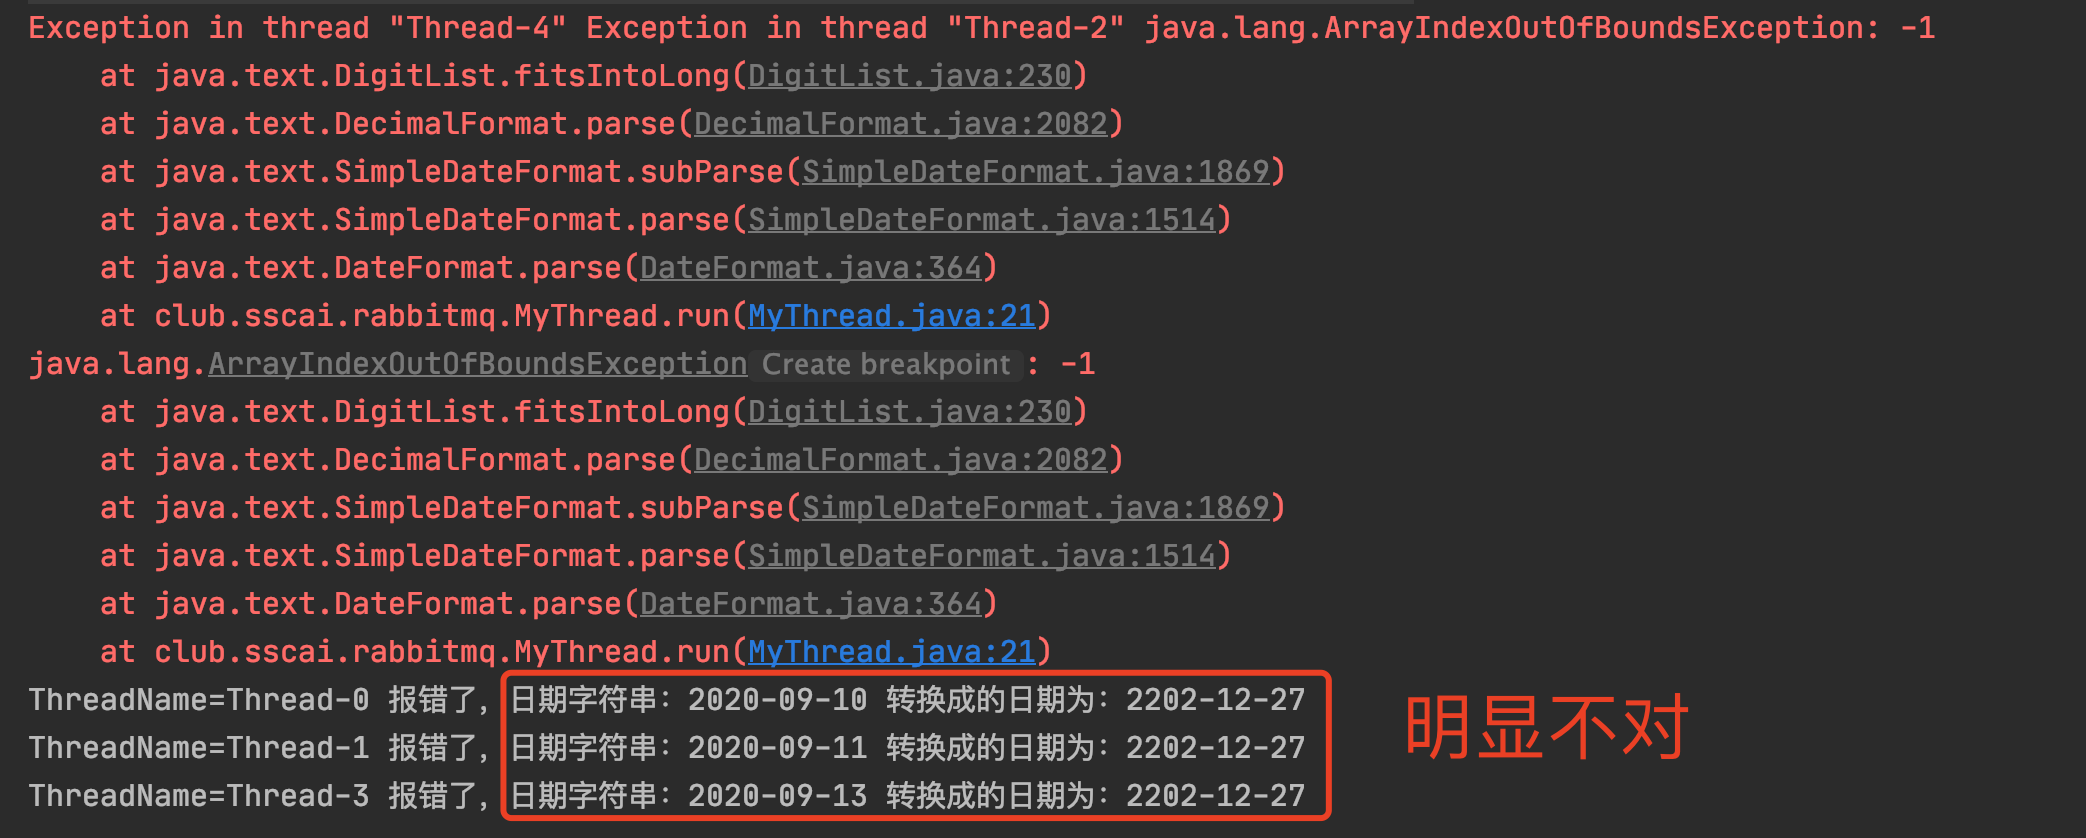 Exception in thread "Thread-4" Exception in thread "Thread-2" java.lang.ArrayIndexOutOfBoundsException: -1
at java.text.DigitList.fitsIntoLong(DigitList.java:230)
at java.text.DecimalFormat.parse(DecimalFormat.java:2082)
at java.text.SimpleDateFormat.subParse(SimpleDateFormat.java:1869)
at java.text.SimpleDateFormat.parse(SimpleDateFormat.java:1514)
at java.text.DateFormat.parse(DateFormat.java:364)
at club.sscai.rabbitmq.MyThread.run(MyThread.java:21)
java.lang.ArrayIndexOutOfBoundsException Create breakpoint : -1
at java.text.DigitList.fitsIntoLong(DigitList.java:230)
at java.text.DecimalFormat.parse(DecimalFormat.java:2082)
at java.text.SimpleDateFormat.subParse(SimpleDateFormat.java:1869)
at java.text.SimpleDateFormat.parse(SimpleDateFormat.java:1514)
at java.text.DateFormat.parse(DateFormat.java:364)
at club.sscai.rabbitmq.MyThread.run(MyThread.java:21)
ThreadName=Thread-0 报错了, 日期字符串: 2020-09-10 转换成的日期为: 2202-12-27
ThreadName=Thread-1 报错了, 日期字符串: 2020-09-11 转换成的日期为: 2202-12-27
ThreadName=Thread-3 报错了, 日期字符串: 2020-09-13 转换成的日期为: 2202-12-27
明显不对